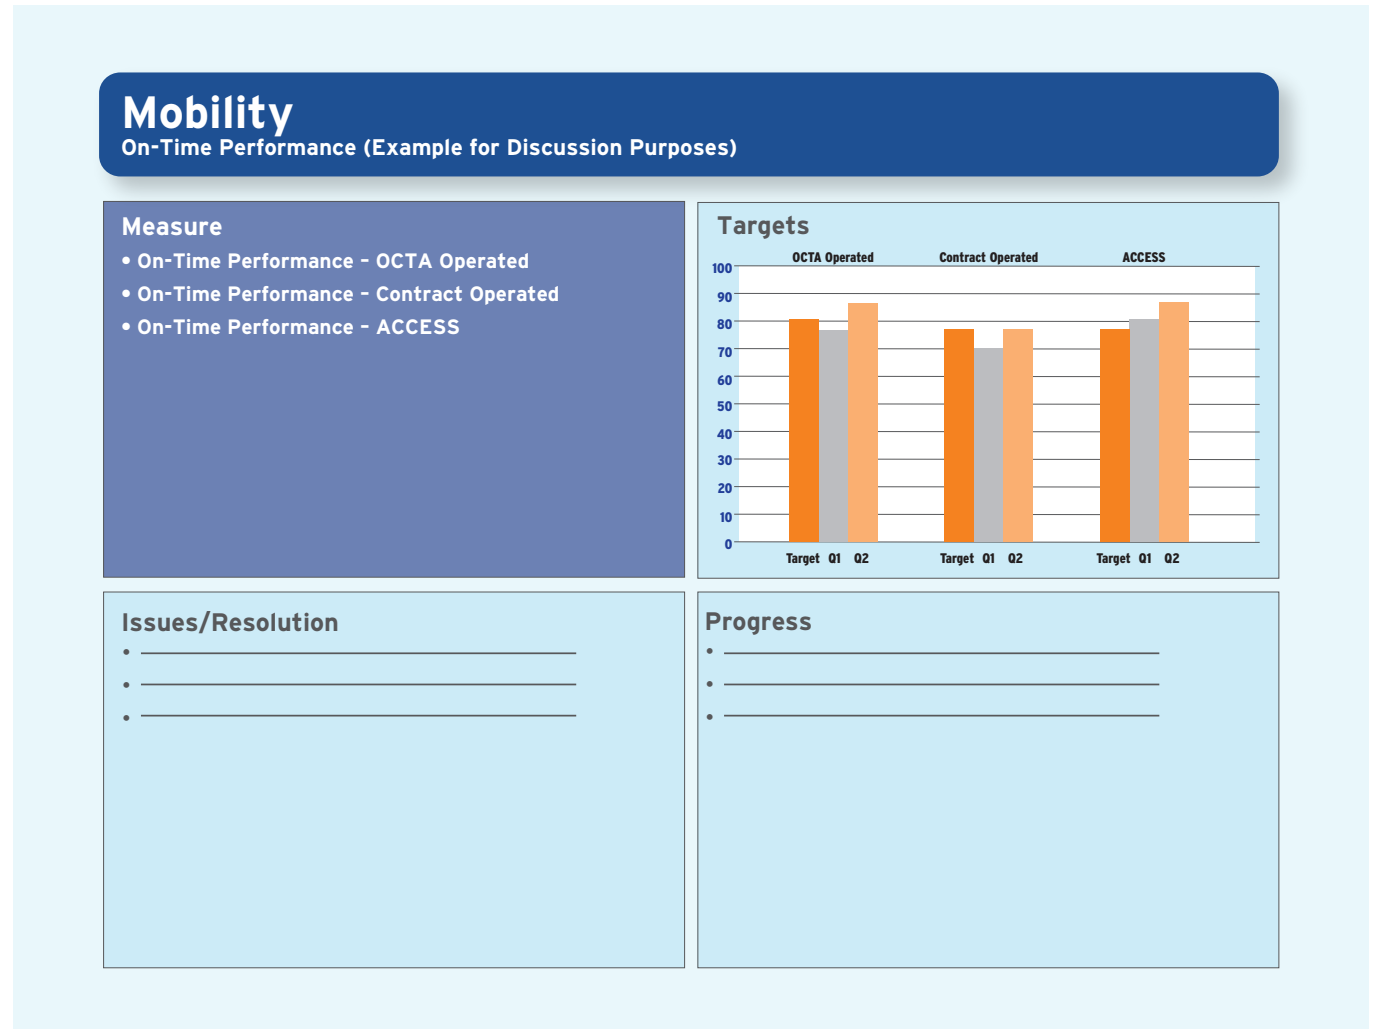 Mobility
On-Time Performance (Example for Discussion Purposes)
Measure
• On-Time Performance – OCTA Operated
• On-Time Performance – Contract Operated
• On-Time Performance – ACCESS
Targets
OCTA Operated Contract Operated ACCESS
100
90
80
70
60
50
40
30
20
10
0
Target Q1 Q2 Target Q1 Q2 Target Q1 Q2
Issues/Resolution
•
•
•
Progress
•
•
•